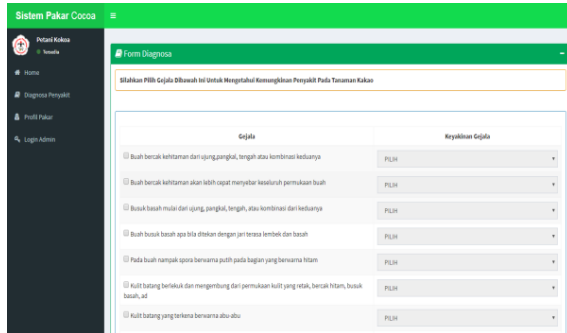 Sistem Pakar Cocoa
Petani Kokoa
Tersedia
Home
Diagnosa Penyakit
Profil Pakar
Login Admin
Form Diagnosa
Silahkan Pilih Gejala Dibawah Ini Untuk Mengetahui Kemungkinan Penyakit Pada Tanaman Kakao
Gejala Keyakinan Gejala
Buah bercak kehitaman dari ujung,pangkal, tengah atau kombinasi keduanya PILIH
Buah bercak kehitaman akan lebih cepat menyebar keseluruh permukaan buah PILIH
Busuk basah mulai dari ujung, pangkal, tengah, atau kombinasi dari keduanya PILIH
Buah busuk basah apa bila ditekan dengan jari terasa lembek dan basah PILIH
Pada buah nampak spora berwarna putih pada bagian yang berwarna hitam PILIH
Kulit batang berlekuk dan mengembung dari permukaan kulit yang retak, bercak hitam, busuk PILIH
basah, ad
Kulit batang yang terkena berwarna abu-abu PILIH